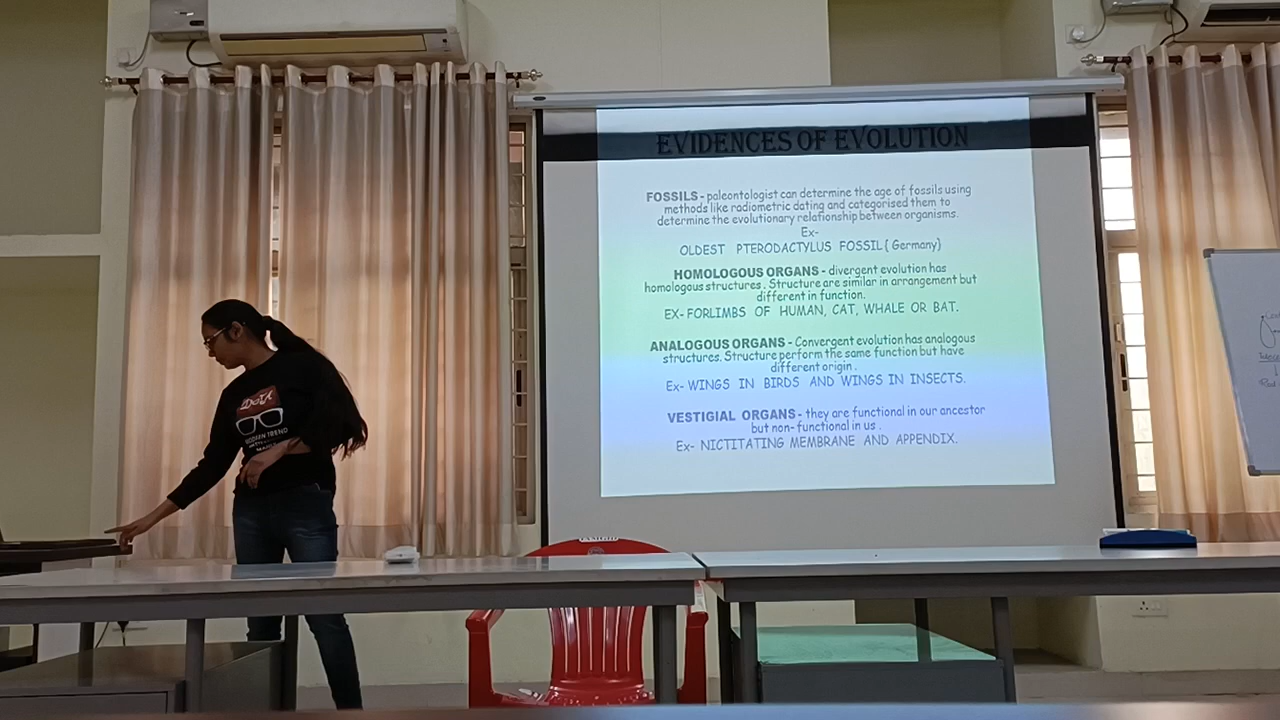 EVIDENCES OF EVOLUTION
FOSSILS - paleontologist can determine the age of fossils using
methods like radiometric dating and categorised them to
determine the evolutionary relationship between organisms.
Ex-
OLDEST PTERODACTYLUS FOSSIL ( Germany)
HOMOLOGOUS ORGANS - divergent evolution has
homologous structures . Structure are similar in arrangement but
different in function.
EX- FORLIMBS OF HUMAN, CAT, WHALE OR BAT.
ANALOGOUS ORGANS - Convergent evolution has analogous
structures. Structure perform the same function but have
different origin .
Ex- WINGS IN BIRDS AND WINGS IN INSECTS.
VESTIGIAL ORGANS - they are functional in our ancestor
but non- functional in us .
Ex- NICTITATING MEMBRANE AND APPENDIX.